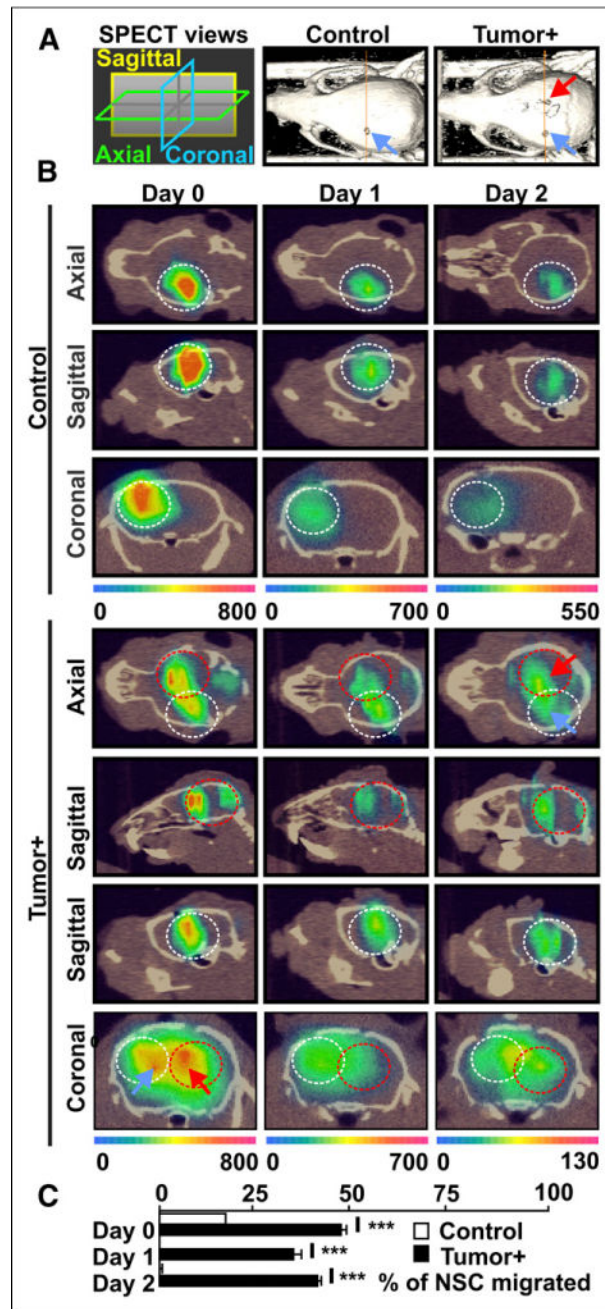 A SPECT views Control Tumor+
Sagittal
Axial Coronal
B
Day 0 Day 1 Day 2
Control
Axial
Sagittal
Coronal
0 800 0 700 0 550
Tumor+
Axial
Sagittal
Sagittal
Coronal
0
0 800 0 700 0 130
C 0 25 50 75 100
Day 0 *** Control
Day 1 *** Tumor+
Day 2 *** % of NSC migrated